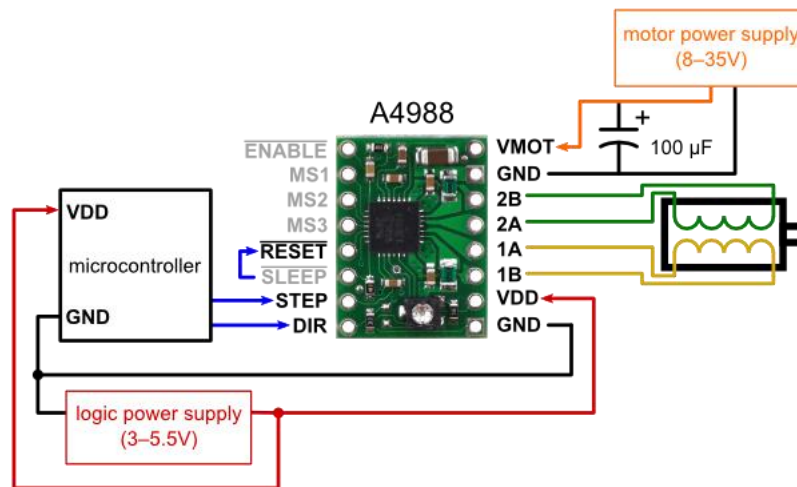 motor power supply
(8–35V)
A4988
ENABLE
VMOT
100 µF
MS1
GND
MS2
2B
VDD
MS3
2A
microcontroller
RESET
1A
SLEEP
1B
STEP
VDD
GND
DIR
GND
logic power supply
(3–5.5V)